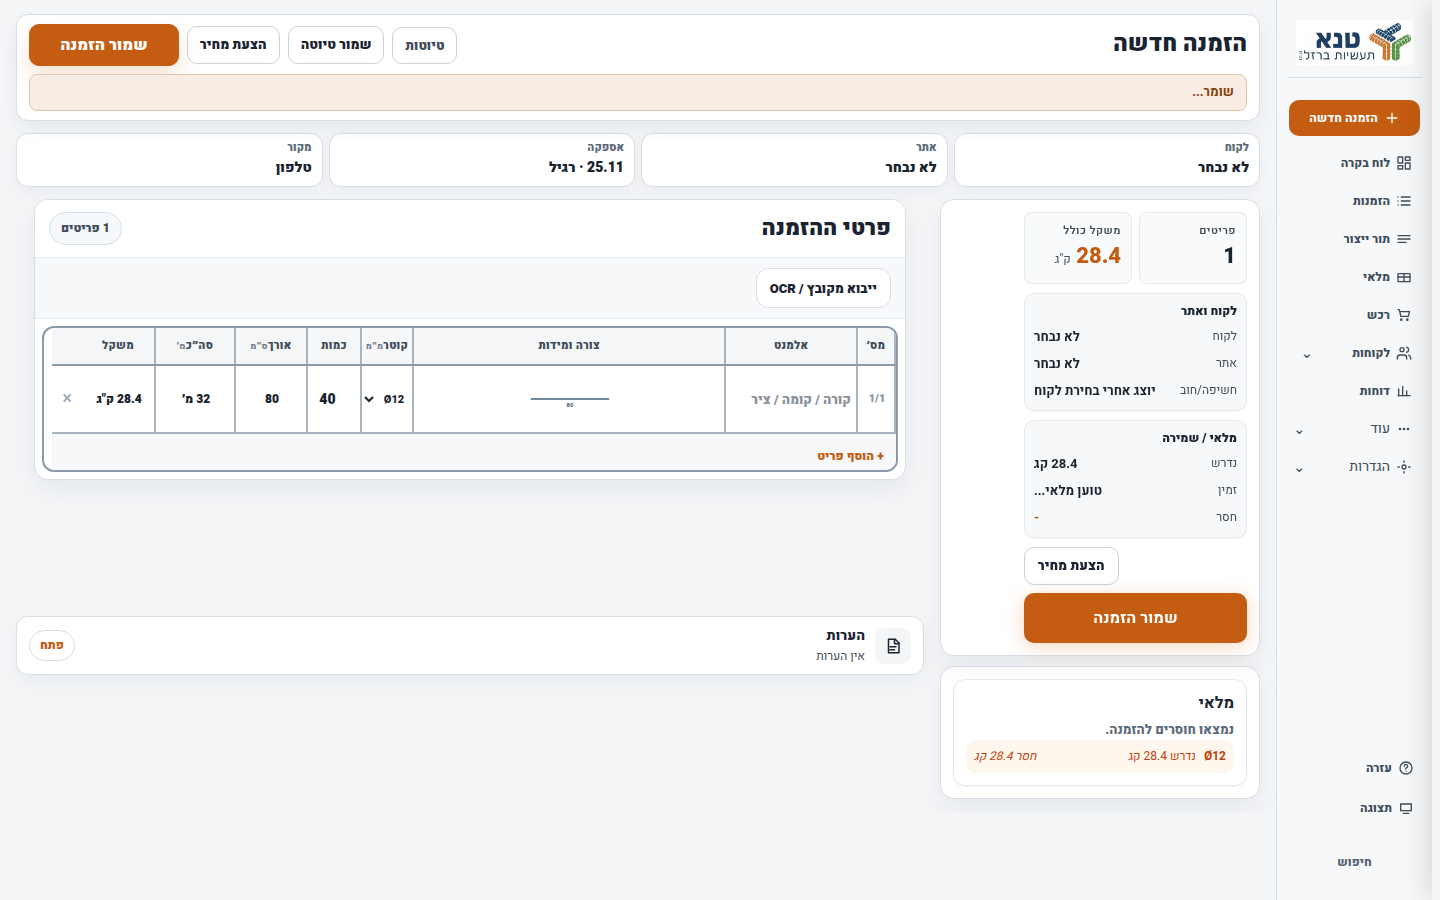 טנא
תעשיות ברזל
הזמנה חדשה
לוח בקרה
הזמנות
תור ייצור
מלאי
רכש
לקוחות
דוחות
עוד
הגדרות
עזרה
תצוגה
חיפוש
הזמנה חדשה
טיוטות
שמור טיוטה
הצעת מחיר
שמור הזמנה
שומר...
לקוח
לא נבחר
אתר
לא נבחר
אספקה
25.11 · רגיל
מקור
טלפון
פריטים
1
משקל כולל
28.4 ק"ג
לקוח ואתר
לקוח לא נבחר
אתר לא נבחר
חשיפה/חוב יוצג אחרי בחירת לקוח
מלאי / שמירה
נדרש 28.4 קג
זמין טוען מלאי...
חסר -
הצעת מחיר
שמור הזמנה
מלאי
נמצאו חוסרים להזמנה.
Ø12 נדרש 28.4 קג חסר 28.4 קג
פרטי ההזמנה
1 פריטים
ייבוא מקובץ / OCR
מס' אלמנט צורה ומידות קוטרמ"מ כמות אורךס"מ סה"כמ' משקל
1/1 קורה / קומה / ציר 80 Ø12 40 80 32 מ' 28.4 ק"ג ×
+ הוסף פריט
הערות
אין הערות
פתח